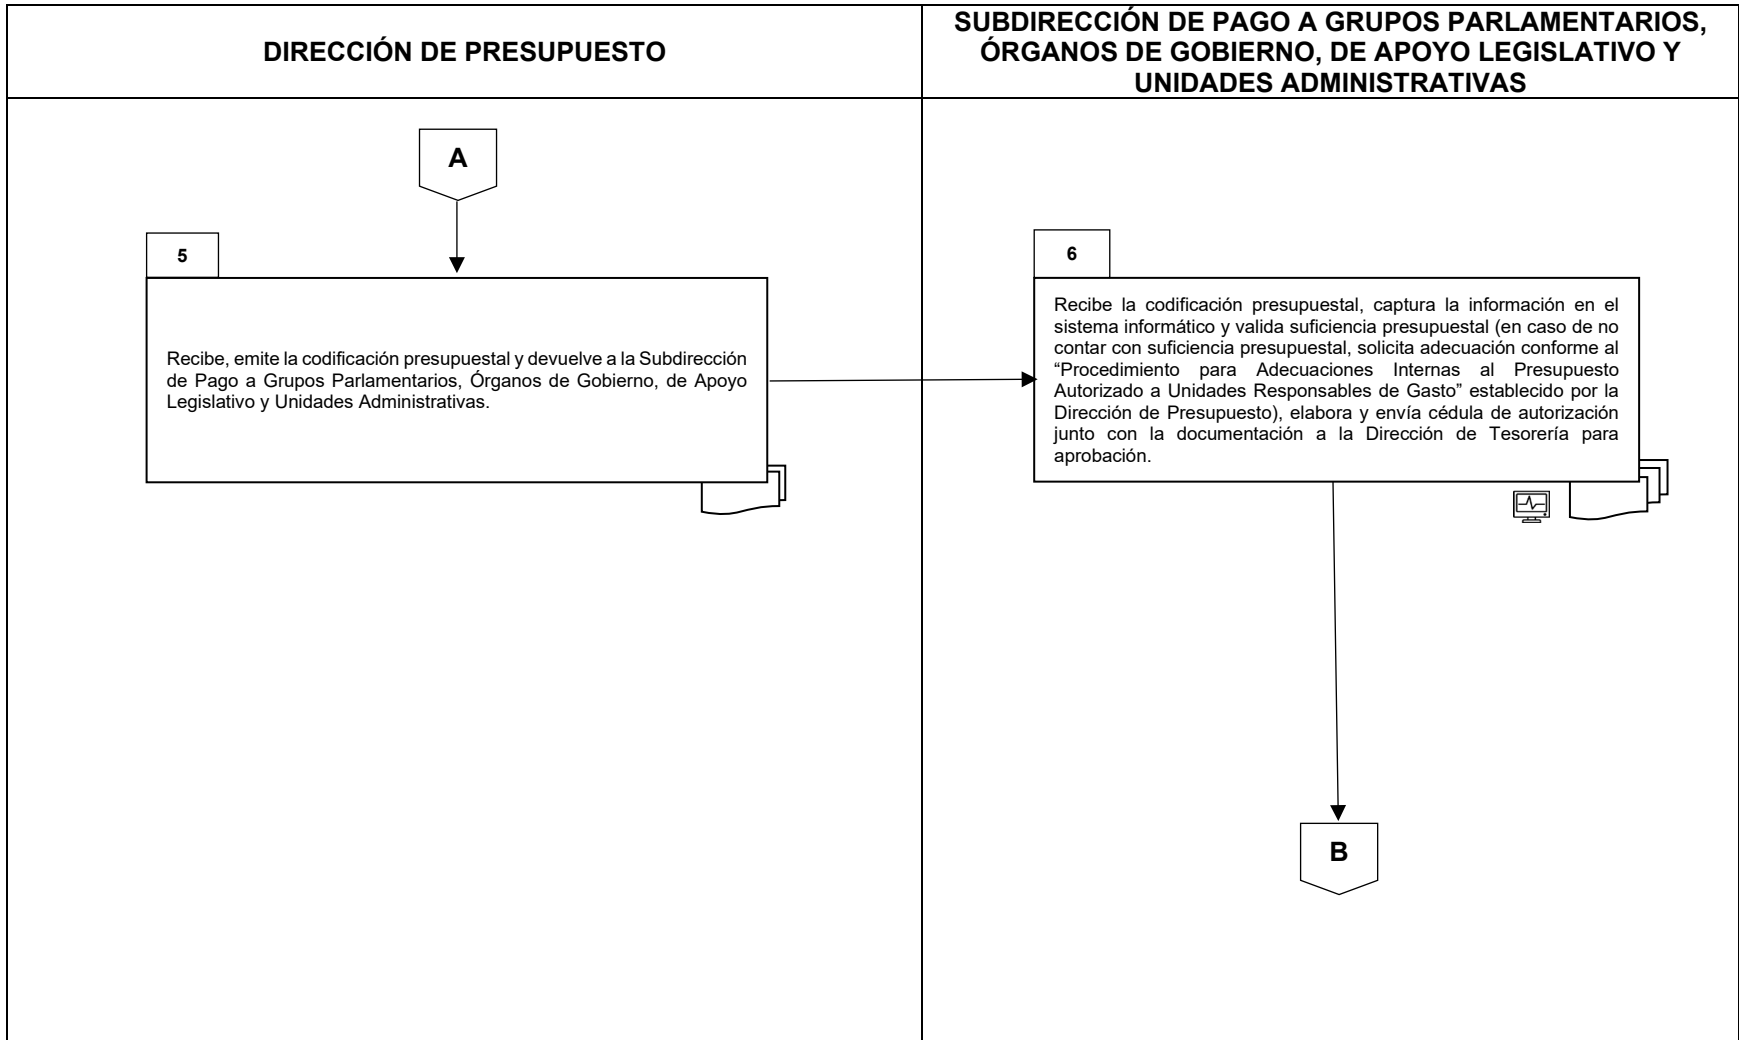 DIRECCIÓN DE PRESUPUESTO
SUBDIRECCIÓN DE PAGO A GRUPOS PARLAMENTARIOS,
ÓRGANOS DE GOBIERNO, DE APOYO LEGISLATIVO Y
UNIDADES ADMINISTRATIVAS
A
5
Recibe, emite la codificación presupuestal y devuelve a la Subdirección
de Pago a Grupos Parlamentarios, Órganos de Gobierno, de Apoyo
Legislativo y Unidades Administrativas.
6
Recibe la codificación presupuestal, captura la información en el
sistema informático y valida suficiencia presupuestal (en caso de no
contar con suficiencia presupuestal, solicita adecuación conforme al
“Procedimiento para Adecuaciones Internas al Presupuesto
Autorizado a Unidades Responsables de Gasto” establecido por la
Dirección de Presupuesto), elabora y envía cédula de autorización
junto con la documentación a la Dirección de Tesorería para
aprobación.
B